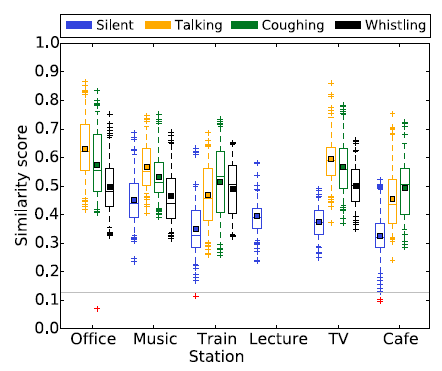 Silent Talking Coughing Whistling
1.0
0.9
0.8
0.7
0.6
0.5
0.4
0.3
0.2
0.1
0.0
Similarity score
Office Music Train Lecture TV Cafe
Station